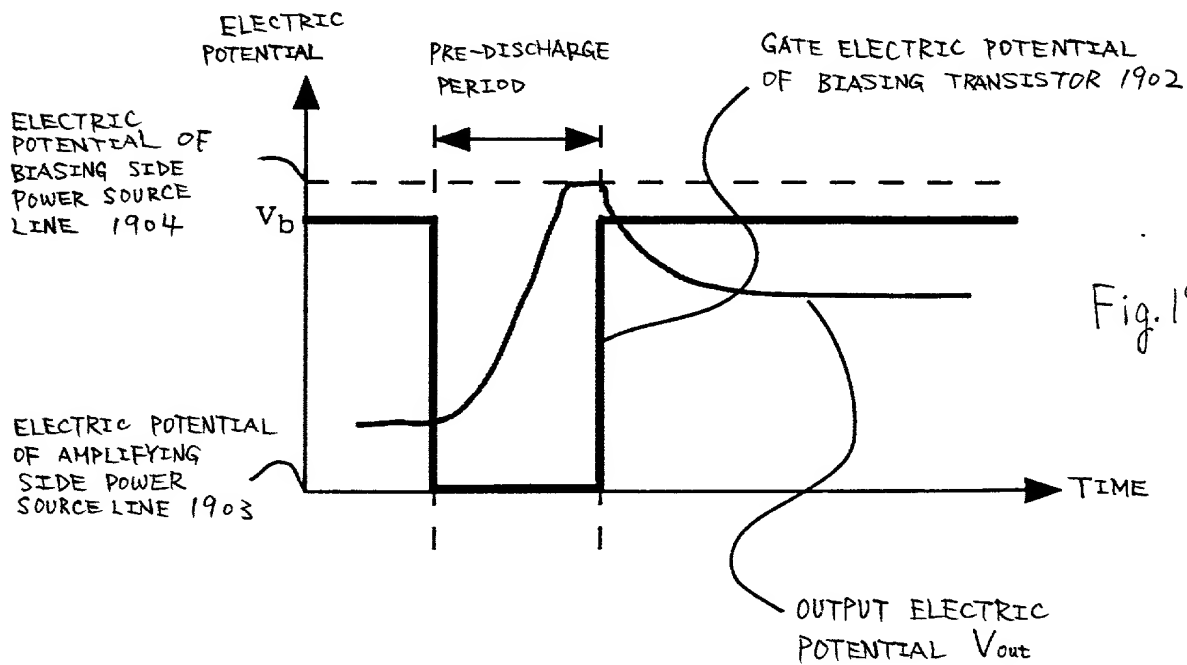 ELECTRIC
POTENTIAL
PRE-DISCHARGE
PERIOD
GATE ELECTRIC POTENTIAL
OF BIASING TRANSISTOR 1902
ELECTRIC
POTENTIAL OF
BIASING SIDE
POWER SOURCE
LINE 1904
Vb
Fig.
ELECTRIC POTENTIAL
OF AMPLIFYING
SIDE POWER
SOURCE LINE 1903
TIME
OUTPUT ELECTRIC
POTENTIAL Vout